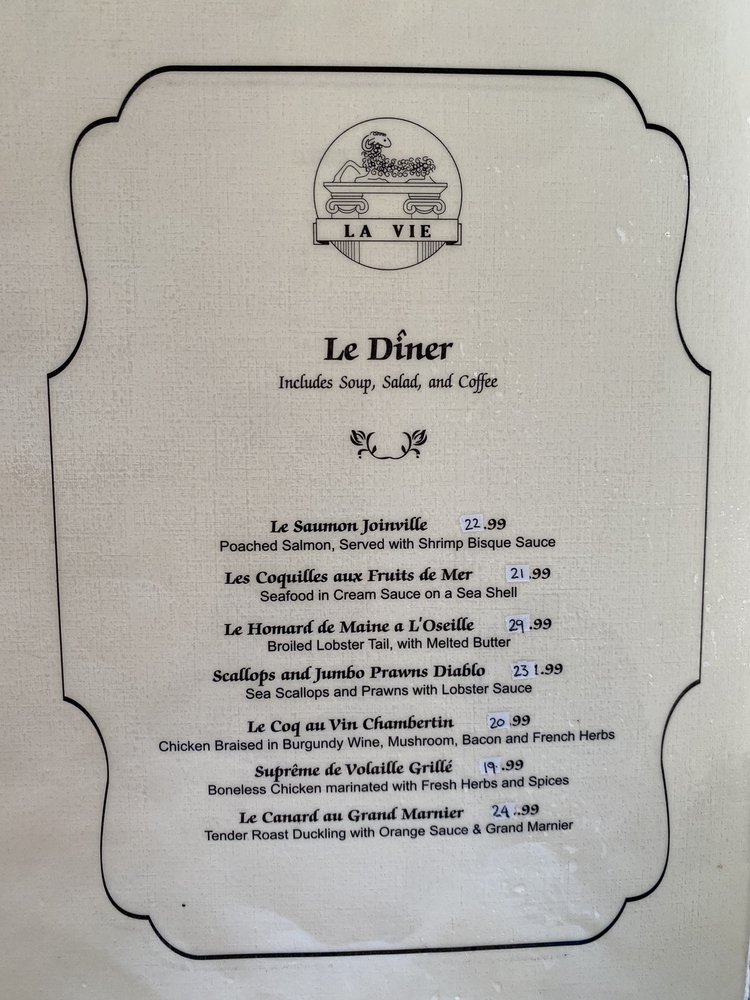 LA VIE
Le Dîner
Includes Soup, Salad, and Coffee
Le Saumon Joinville 22.99
Poached Salmon, Served with Shrimp Bisque Sauce
Les Coquilles aux Fruits de Mer 21.99
Seafood in Cream Sauce on a Sea Shell
Le Homard de Maine a L'Oseille 29.99
Broiled Lobster Tail, with Melted Butter
Scallops and Jumbo Prawns Diablo 23 1.99
Sea Scallops and Prawns with Lobster Sauce
Le Coq au Vin Chambertin 20.99
Chicken Braised in Burgundy Wine, Mushroom, Bacon and French Herbs
Suprême de Volaille Grillé 19.99
Boneless Chicken marinated with Fresh Herbs and Spices
Le Canard au Grand Marnier 24.99
Tender Roast Duckling with Orange Sauce & Grand Marnier